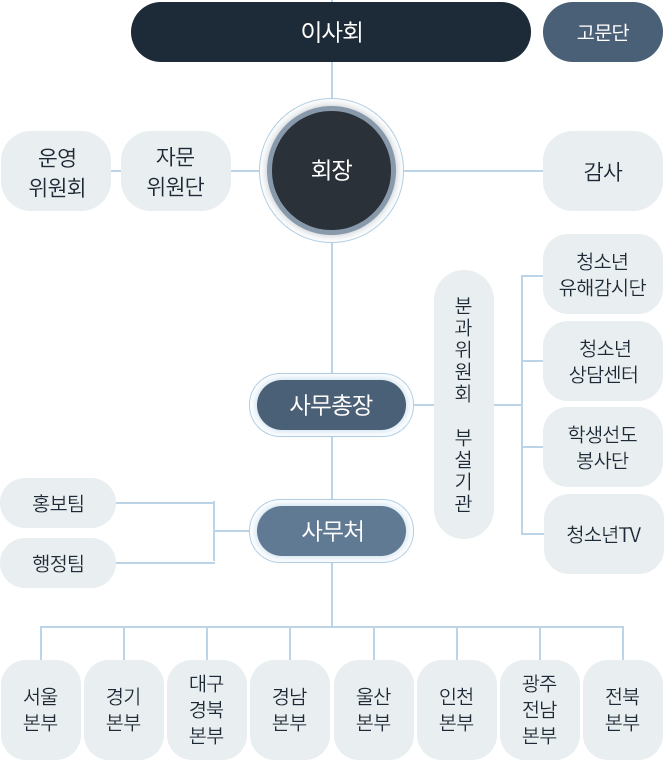 이사회
고문단
운영
위원회
자문
위원단
회장
감사
청소년
유해감시단
청소년
상담센터
학생선도
봉사단
청소년TV
분과위원회 부설기관
사무총장
사무처
홍보팀
행정팀
서울
본부
경기
본부
대구
경북
본부
경남
본부
울산
본부
인천
본부
광주
전남
본부
전북
본부